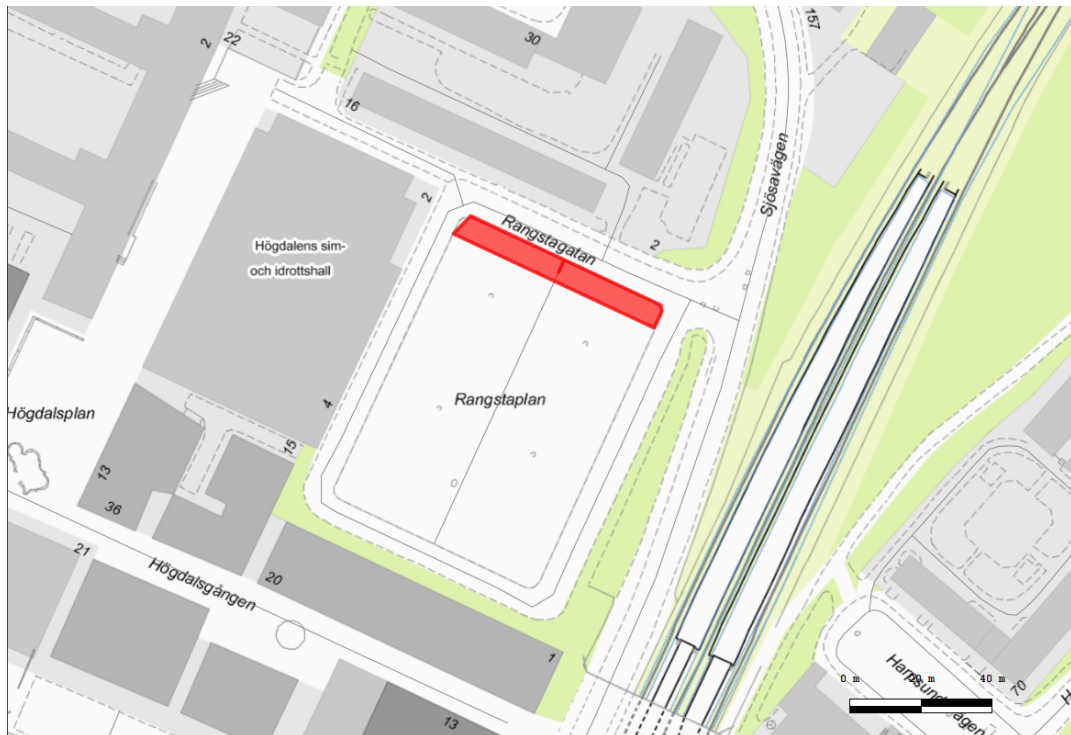 157
30
2
22
16
Sjösavägen
2
Rangstagatan
2
Högdalens sim-
och idrottshall
Rangstaplan
4
Högdalsplan
15
13
36
21
Högdalsgången
20
1
13
70
0 m
20 m
40 m